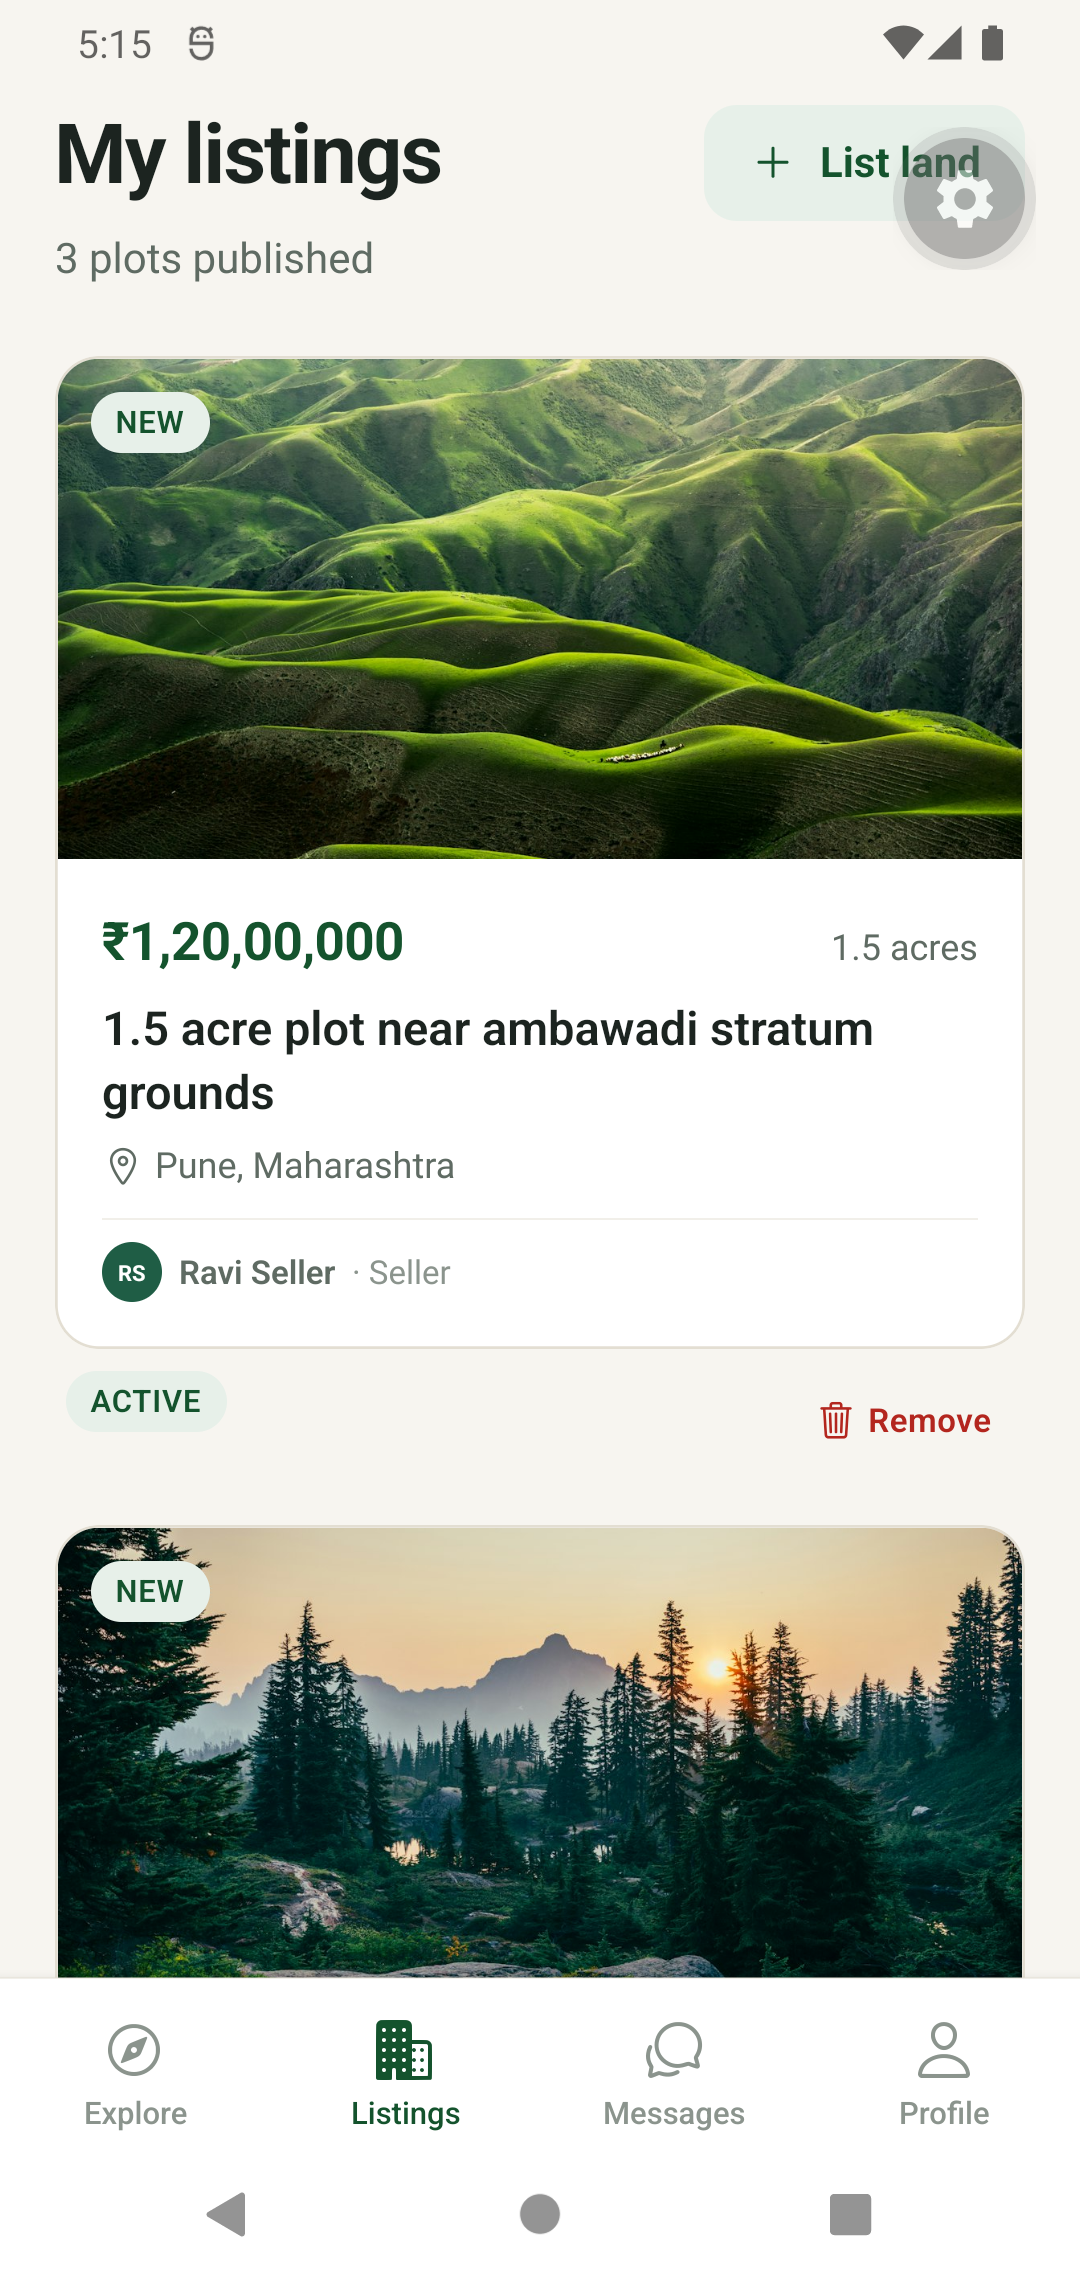 5:15
My listings
+ List land
3 plots published
NEW
₹1,20,00,000
1.5 acres
1.5 acre plot near ambawadi stratum
grounds
Pune, Maharashtra
RS Ravi Seller · Seller
ACTIVE
Remove
NEW
Explore
Listings
Messages
Profile